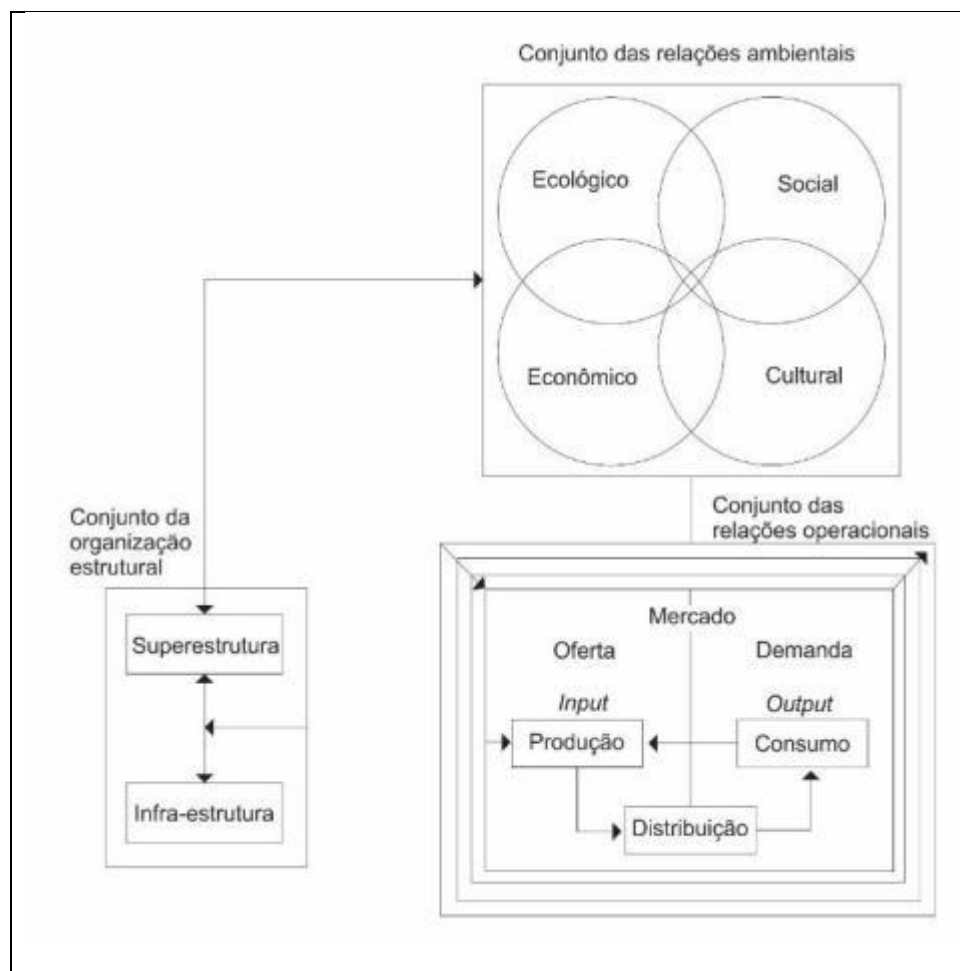 Conjunto das relações ambientais
Ecológico
Social
Econômico
Cultural
Conjunto da
organização
estrutural
Superestrutura
Infra-estrutura
Conjunto das
relações operacionais
Mercado
Oferta
Demanda
Input
Output
Produção
Consumo
Distribuição